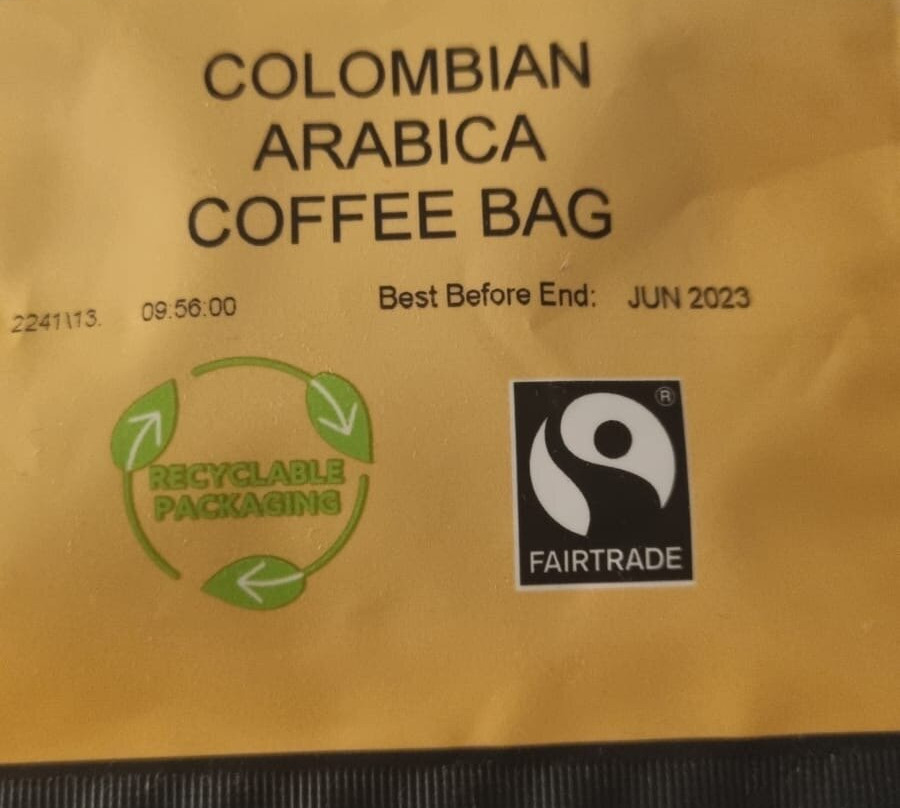 COLOMBIAN
ARABICA
COFFEE BAG
2241\13. 09:56:00 Best Before End: JUN 2023
RECYCLABLE
PACKAGING
®
FAIRTRADE